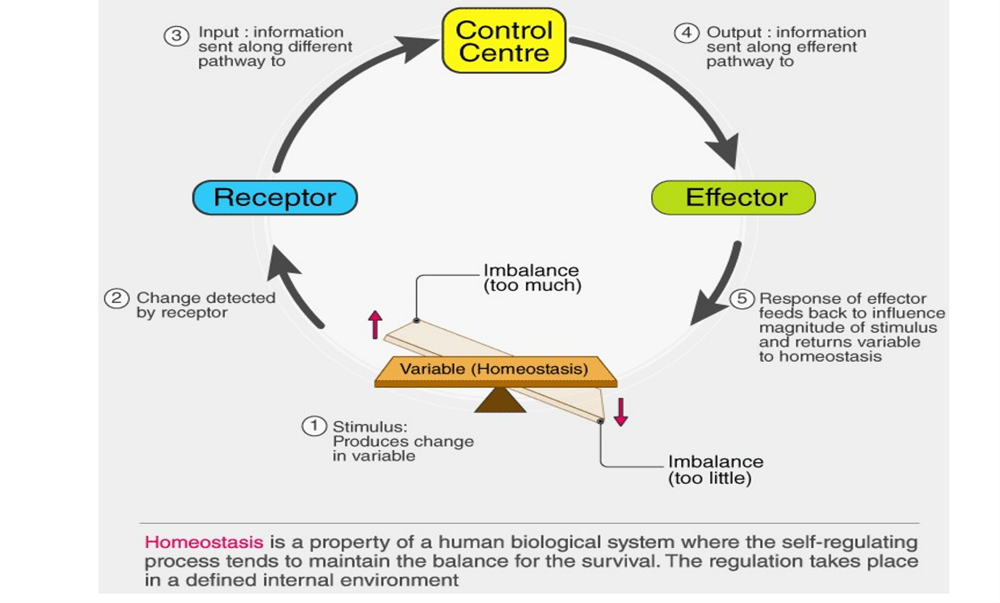 Control
Centre
3 Input : information
sent along different
pathway to
4 Output : information
sent along efferent
pathway to
Receptor
Effector
Imbalance
(too much)
2 Change detected
by receptor
5 Response of effector
feeds back to influence
magnitude of stimulus
and returns variable
to homeostasis
Variable (Homeostasis)
1 Stimulus:
Produces change
in variable
Imbalance
(too little)
Homeostasis is a property of a human biological system where the self-regulating
process tends to maintain the balance for the survival. The regulation takes place
in a defined internal environment